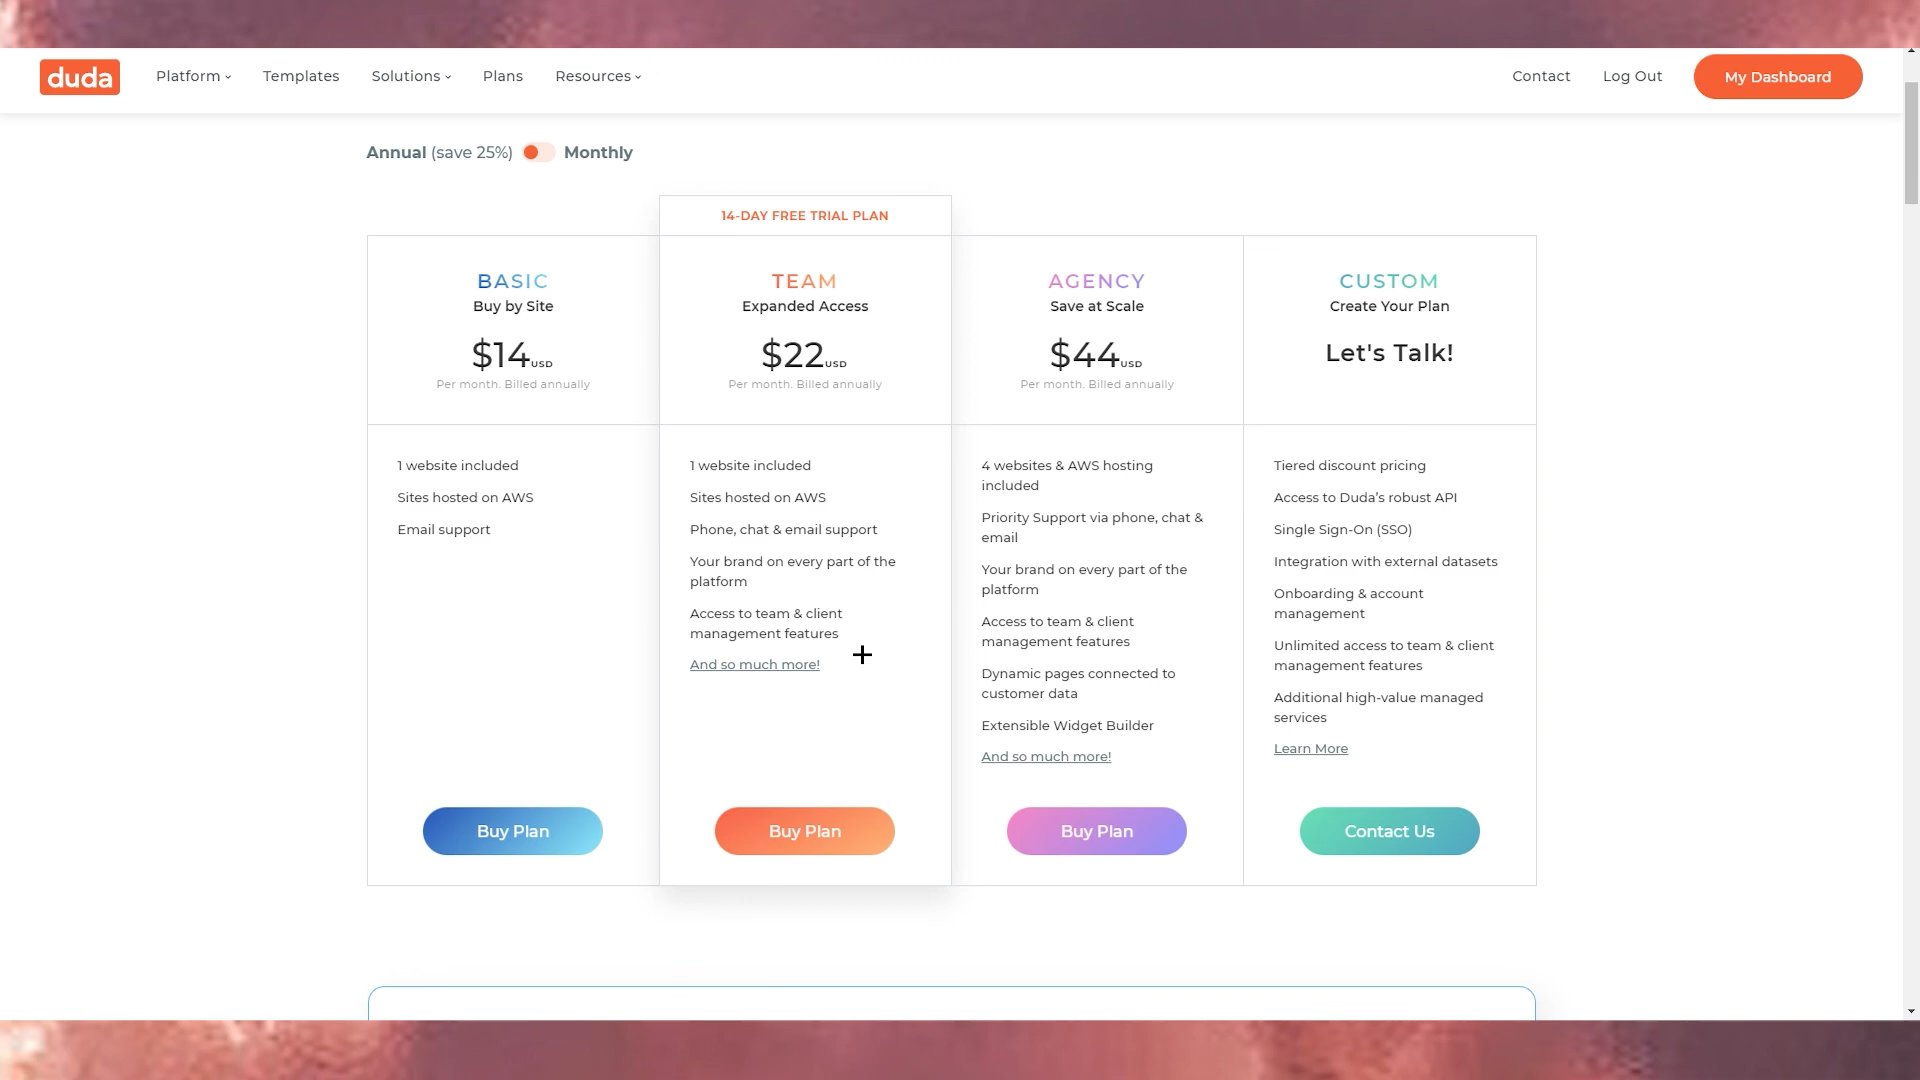 duda
Platform
Templates
Solutions
Plans
Resources
Contact
Log Out
My Dashboard
Annual (save 25%)
Monthly
14-DAY FREE TRIAL PLAN
BASIC
Buy by Site
$14USD
Per month. Billed annually
1 website included
Sites hosted on AWS
Email support
Buy Plan
TEAM
Expanded Access
$22USD
Per month. Billed annually
1 website included
Sites hosted on AWS
Phone, chat & email support
Your brand on every part of the
platform
Access to team & client
management features
And so much more!
Buy Plan
AGENCY
Save at Scale
$44USD
Per month. Billed annually
4 websites & AWS hosting
included
Priority Support via phone, chat &
email
Your brand on every part of the
platform
Access to team & client
management features
Dynamic pages connected to
customer data
Extensible Widget Builder
And so much more!
Buy Plan
CUSTOM
Create Your Plan
Let's Talk!
Tiered discount pricing
Access to Duda’s robust API
Single Sign-On (SSO)
Integration with external datasets
Onboarding & account
management
Unlimited access to team & client
management features
Additional high-value managed
services
Learn More
Contact Us